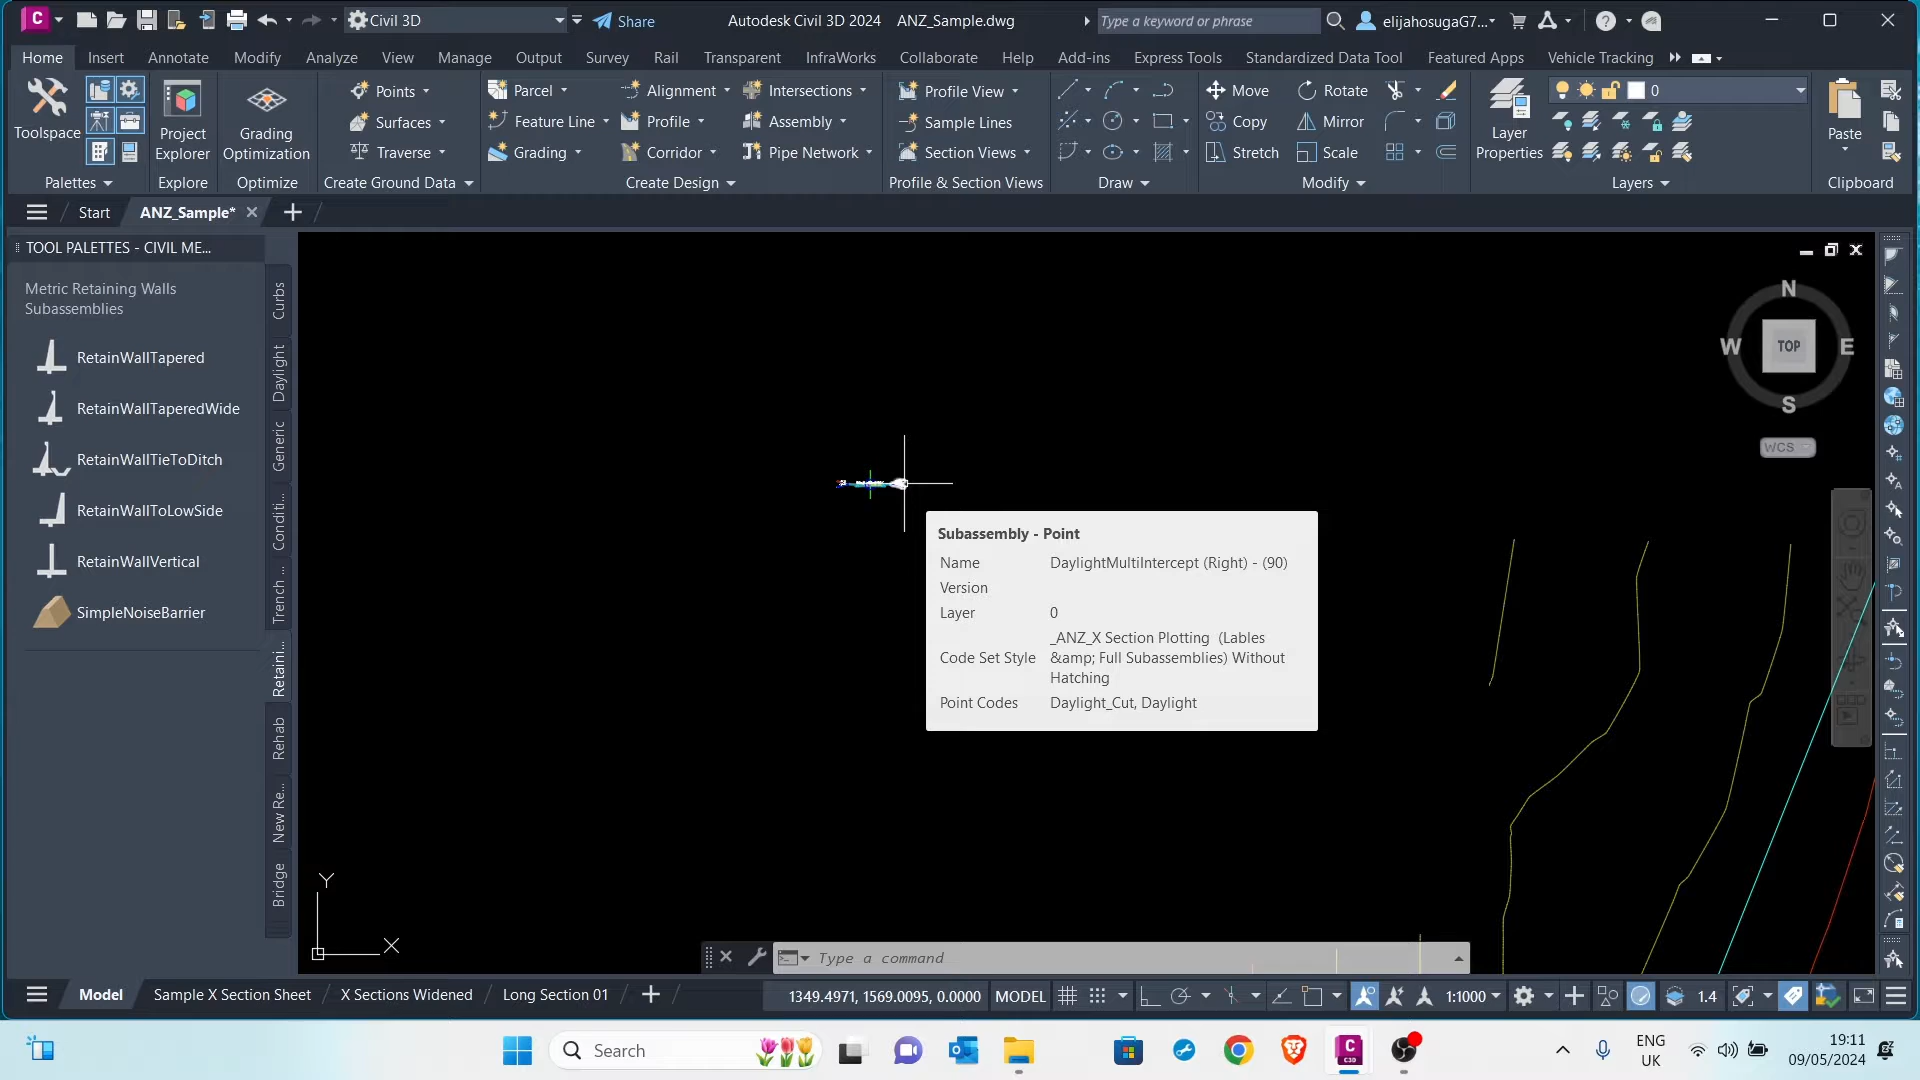 C
Civil 3D
Share
Autodesk Civil 3D 2024 ANZ_Sample.dwg
Type a keyword or phrase
elijahosugaG7...
Home Insert Annotate Modify Analyze View Manage Output Survey Rail Transparent InfraWorks Collaborate Help Add-ins Express Tools Standardized Data Tool Featured Apps Vehicle Tracking
Toolspace
Palettes
Project
Explorer
Explore
Grading
Optimization
Optimize
Points
Surfaces
Traverse
Create Ground Data
Parcel
Feature Line
Grading
Alignment
Profile
Corridor
Intersections
Assembly
Pipe Network
Create Design
Profile View
Sample Lines
Section Views
Profile & Section Views
Draw
Move
Copy
Stretch
Rotate
Mirror
Scale
Modify
Layer
Properties
0
Layers
Paste
Clipboard
Start
ANZ_Sample*
TOOL PALETTES - CIVIL ME...
Metric Retaining Walls
Subassemblies
RetainWallTapered
RetainWallTaperedWide
RetainWallTieToDitch
RetainWallToLowSide
RetainWallVertical
SimpleNoiseBarrier
Curbs
Daylight
Generic
Conditi...
Trench ...
Retaini...
Rehab
New Re...
Bridge
N
W
TOP
E
S
WCS
Subassembly - Point
Name DaylightMultiIntercept (Right) - (90)
Version
Layer 0
_ANZ_X Section Plotting (Lables
Code Set Style &amp; Full Subassemblies) Without
Hatching
Point Codes Daylight_Cut, Daylight
Y
X
Type a command
Model Sample X Section Sheet X Sections Widened Long Section 01
1349.4971, 1569.0095, 0.0000 MODEL
1:1000
1.4
Search
C3D
ENG
UK
19:11
09/05/2024